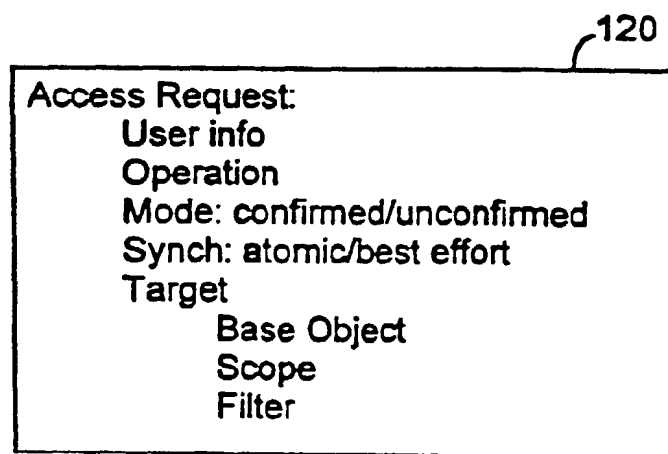 120
Access Request:
User info
Operation
Mode: confirmed/unconfirmed
Synch: atomic/best effort
Target
Base Object
Scope
Filter